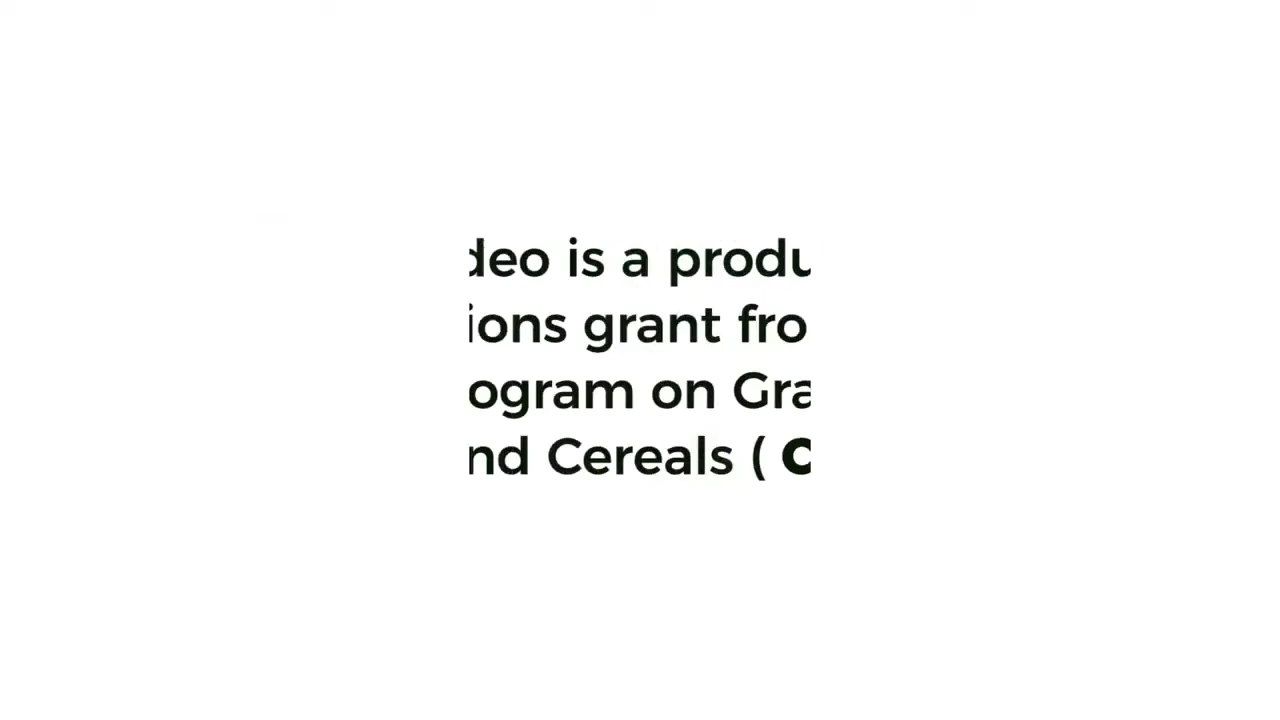 deo is a produ
ions grant fro
ogram on Gra
nd Cereals ( C